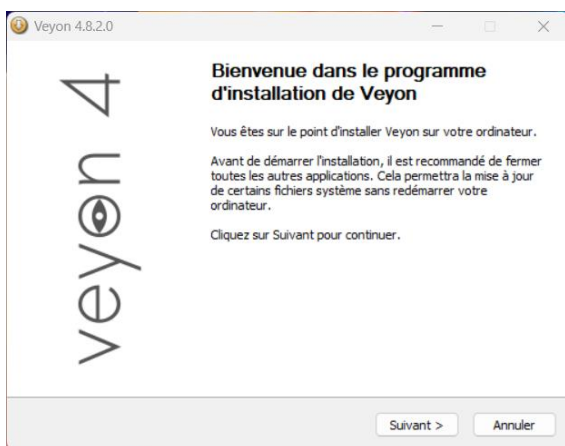 Veyon 4.8.2.0
veyon 4
Bienvenue dans le programme
d'installation de Veyon
Vous êtes sur le point d'installer Veyon sur votre ordinateur.
Avant de démarrer l'installation, il est recommandé de fermer
toutes les autres applications. Cela permettra la mise à jour
de certains fichiers système sans redémarrer votre
ordinateur.
Cliquez sur Suivant pour continuer.
Suivant >
Annuler